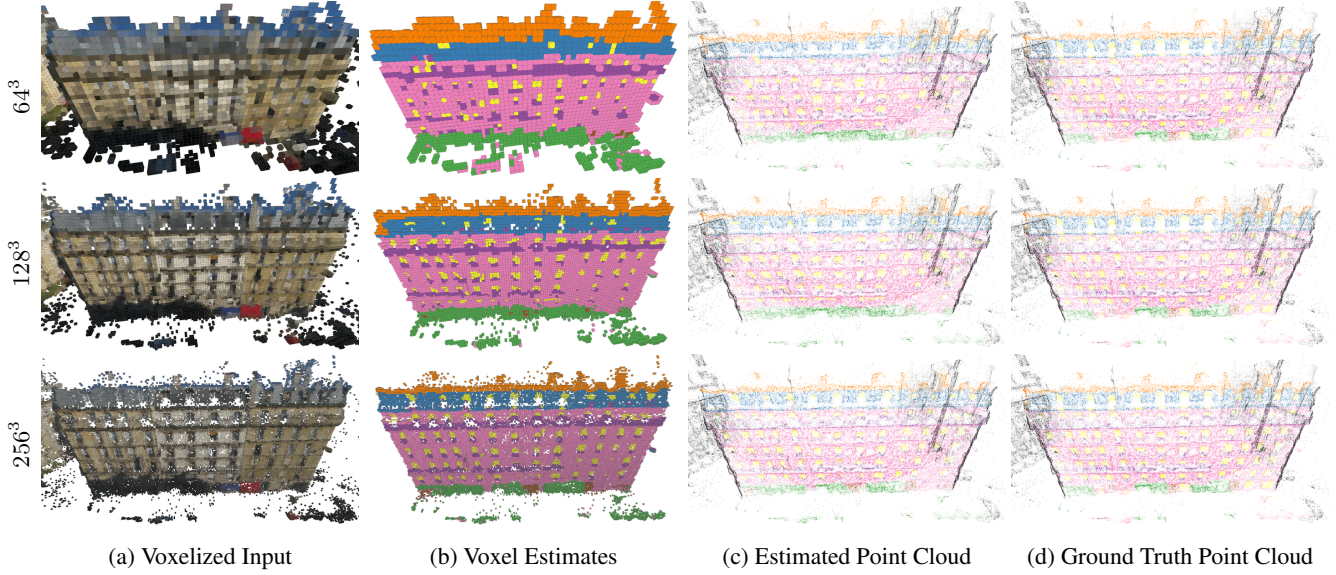 64³
128³
256³
(a) Voxelized Input
(b) Voxel Estimates
(c) Estimated Point Cloud
(d) Ground Truth Point Cloud